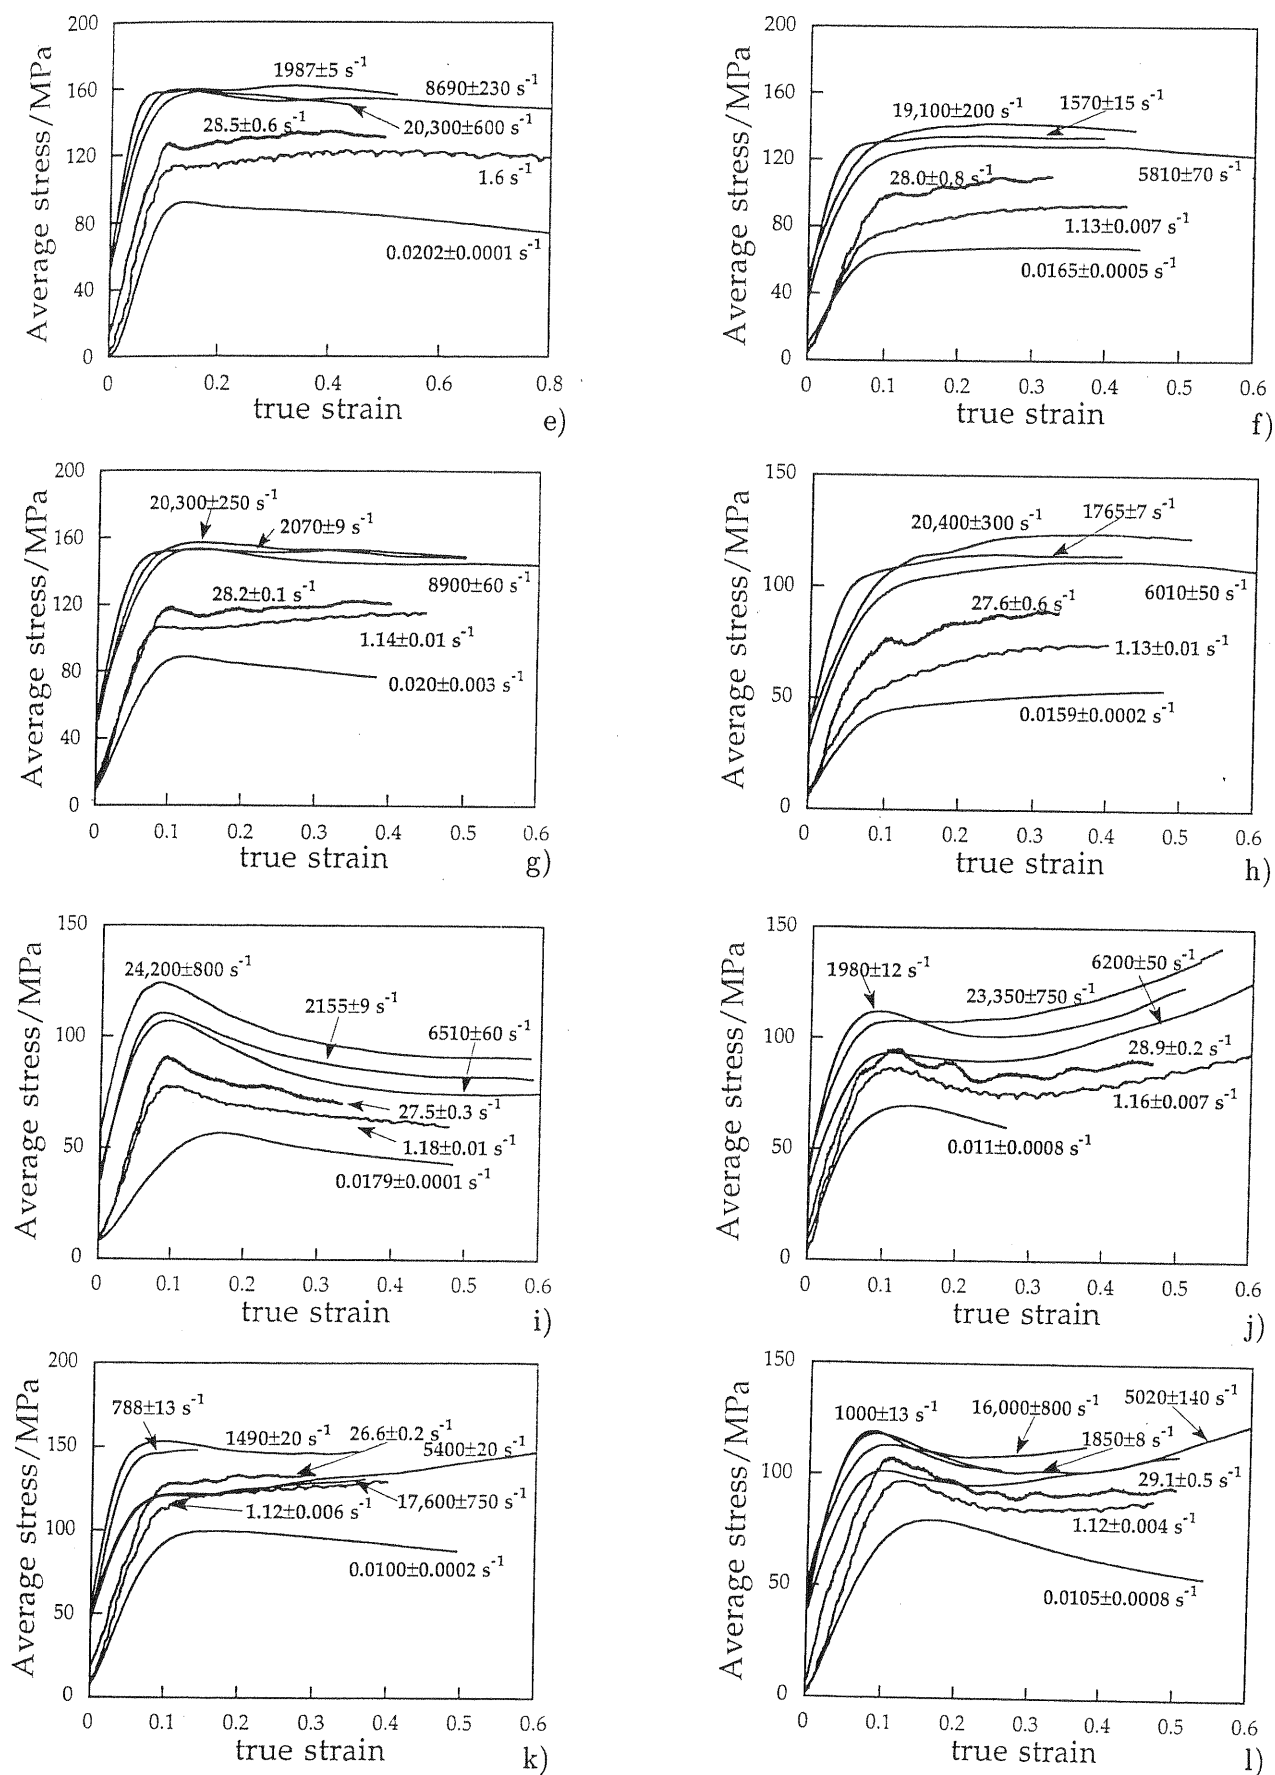 200
160
120
80
40
0
Average stress/MPa
1987±5 s-1
8690±230 s-1
20,300±600 s-1
28.5±0.6 s-1
1.6 s-1
0.0202±0.0001 s-1
0 0.2 0.4 0.6 0.8
true strain
e)
200
160
120
80
40
0
Average stress/MPa
19,100±200 s-1
1570±15 s-1
5810±70 s-1
28.0±0.8 s-1
1.13±0.007 s-1
0.0165±0.0005 s-1
0 0.1 0.2 0.3 0.4 0.5 0.6
true strain
f)
200
160
120
80
40
0
Average stress/MPa
20,300±250 s-1
2070±9 s-1
8900±60 s-1
28.2±0.1 s-1
1.14±0.01 s-1
0.020±0.003 s-1
0 0.1 0.2 0.3 0.4 0.5 0.6
true strain
g)
150
100
50
0
Average stress/MPa
20,400±300 s-1
1765±7 s-1
6010±50 s-1
27.6±0.6 s-1
1.13±0.01 s-1
0.0159±0.0002 s-1
0 0.1 0.2 0.3 0.4 0.5 0.6
true strain
h)
150
100
50
0
Average stress/MPa
24,200±800 s-1
2155±9 s-1
6510±60 s-1
27.5±0.3 s-1
1.18±0.01 s-1
0.0179±0.0001 s-1
0 0.1 0.2 0.3 0.4 0.5 0.6
true strain
i)
150
100
50
0
Average stress/MPa
1980±12 s-1
6200±50 s-1
23,350±750 s-1
28.9±0.2 s-1
1.16±0.007 s-1
0.011±0.0008 s-1
0 0.1 0.2 0.3 0.4 0.5 0.6
true strain
j)
200
150
100
50
0
Average stress/MPa
788±13 s-1
1490±20 s-1
26.6±0.2 s-1
5400±20 s-1
17,600±750 s-1
1.12±0.006 s-1
0.0100±0.0002 s-1
0 0.1 0.2 0.3 0.4 0.5 0.6
true strain
k)
150
100
50
0
Average stress/MPa
1000±13 s-1
16,000±800 s-1
5020±140 s-1
1850±8 s-1
29.1±0.5 s-1
1.12±0.004 s-1
0.0105±0.0008 s-1
0 0.1 0.2 0.3 0.4 0.5 0.6
true strain
l)